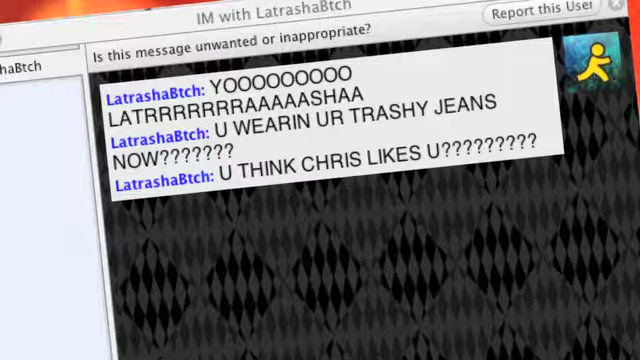 IM with LatrashaBtch
Report this User
haBtch
Is this message unwanted or inappropriate?
LatrashaBtch: YOOOOOOOOO
LATRRRRRRRAAAAASHAA
LatrashaBtch: U WEARIN UR TRASHY JEANS
NOW???????
LatrashaBtch: U THINK CHRIS LIKES U?????????